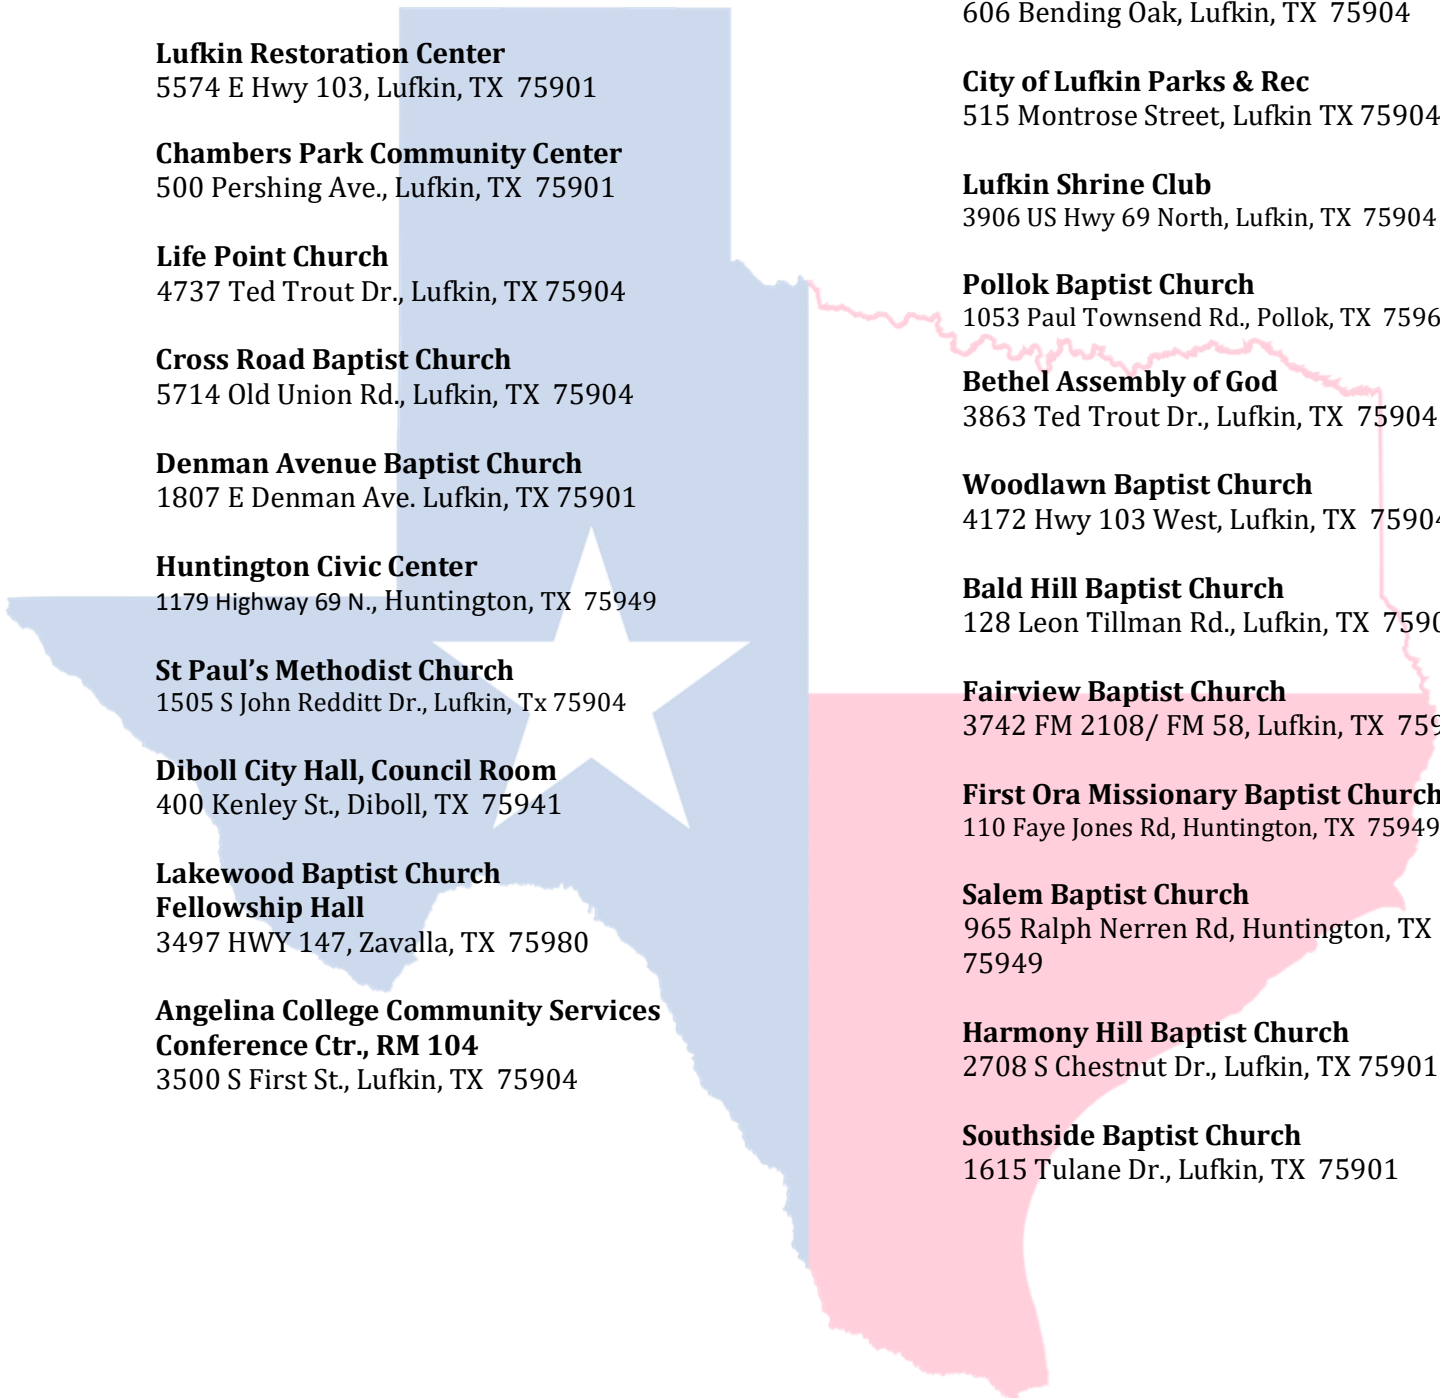 Lufkin Restoration Center
5574 E Hwy 103, Lufkin, TX  75901
Chambers Park Community Center
500 Pershing Ave., Lufkin, TX  75901
Life Point Church
4737 Ted Trout Dr., Lufkin, TX 75904
Cross Road Baptist Church
5714 Old Union Rd., Lufkin, TX  75904
Denman Avenue Baptist Church
1807 E Denman Ave. Lufkin, TX 75901
Huntington Civic Center
1179 Highway 69 N., Huntington, TX  75949
St Paul’s Methodist Church
1505 S John Redditt Dr., Lufkin, Tx 75904
Diboll City Hall, Council Room
400 Kenley St., Diboll, TX  75941
Lakewood Baptist Church
Fellowship Hall
3497 HWY 147, Zavalla, TX  75980
Angelina College Community Services
Conference Ctr., RM 104
3500 S First St., Lufkin, TX  75904
606 Bending Oak, Lufkin, TX  75904
City of Lufkin Parks & Rec
515 Montrose Street, Lufkin TX 75904
Lufkin Shrine Club
3906 US Hwy 69 North, Lufkin, TX  75904
Pollok Baptist Church
1053 Paul Townsend Rd., Pollok, TX  7596
Bethel Assembly of God
3863 Ted Trout Dr., Lufkin, TX  75904
Woodlawn Baptist Church
4172 Hwy 103 West, Lufkin, TX  75904
Bald Hill Baptist Church
128 Leon Tillman Rd., Lufkin, TX  7590
Fairview Baptist Church
3742 FM 2108/ FM 58, Lufkin, TX  759
First Ora Missionary Baptist Church
110 Faye Jones Rd, Huntington, TX  75949
Salem Baptist Church
965 Ralph Nerren Rd, Huntington, TX
75949
Harmony Hill Baptist Church
2708 S Chestnut Dr., Lufkin, TX 75901
Southside Baptist Church
1615 Tulane Dr., Lufkin, TX  75901